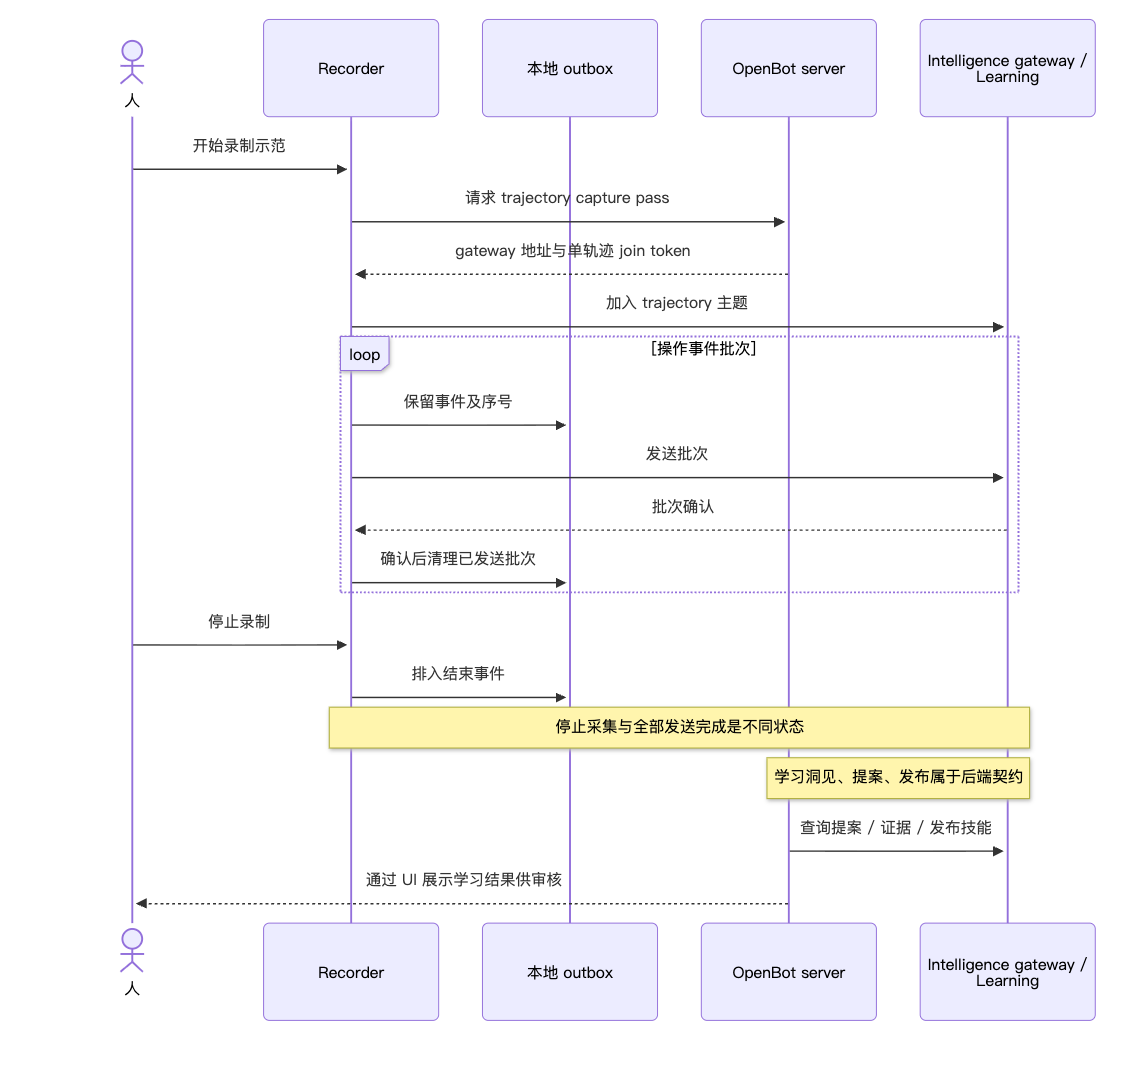 人
Recorder
本地 outbox
OpenBot server
Intelligence gateway /
Learning
开始录制示范
请求 trajectory capture pass
gateway 地址与单轨迹 join token
加入 trajectory 主题
loop
[操作事件批次]
保留事件及序号
发送批次
批次确认
确认后清理已发送批次
停止录制
排入结束事件
停止采集与全部发送完成是不同状态
学习洞见、提案、发布属于后端契约
查询提案 / 证据 / 发布技能
通过 UI 展示学习结果供审核
人
Recorder
本地 outbox
OpenBot server
Intelligence gateway /
Learning